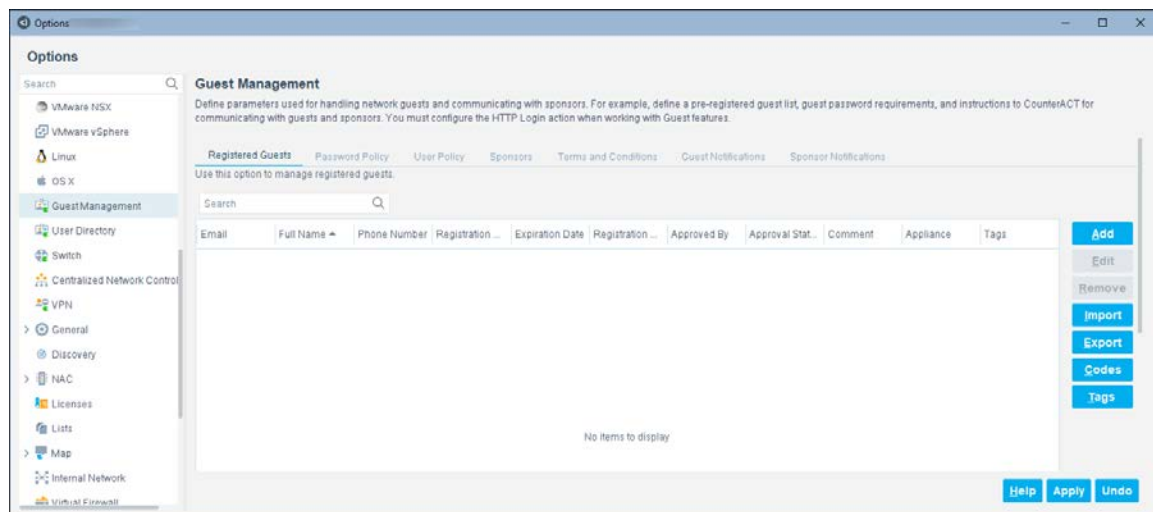 Options
Options
Search
VMware NSX
VMware vSphere
Linux
OS X
Guest Management
User Directory
Switch
Centralized Network Control
VPN
General
Discovery
NAC
Licenses
Lists
Map
Internal Network
Virtual Firewall
Guest Management
Define parameters used for handling network guests and communicating with sponsors. For example, define a pre-registered guest list, guest password requirements, and instructions to CounterACT for
communicating with guests and sponsors. You must configure the HTTP Login action when working with Guest features.
Registered Guests Password Policy User Policy Sponsors Terms and Conditions Guest Notifications Sponsor Notifications
Use this option to manage registered guests.
Search
Email Full Name Phone Number Registration ... Expiration Date Registration ... Approved By Approval Stat... Comment Appliance Tags
No items to display
Add
Edit
Remove
Import
Export
Codes
Tags
Help Apply Undo